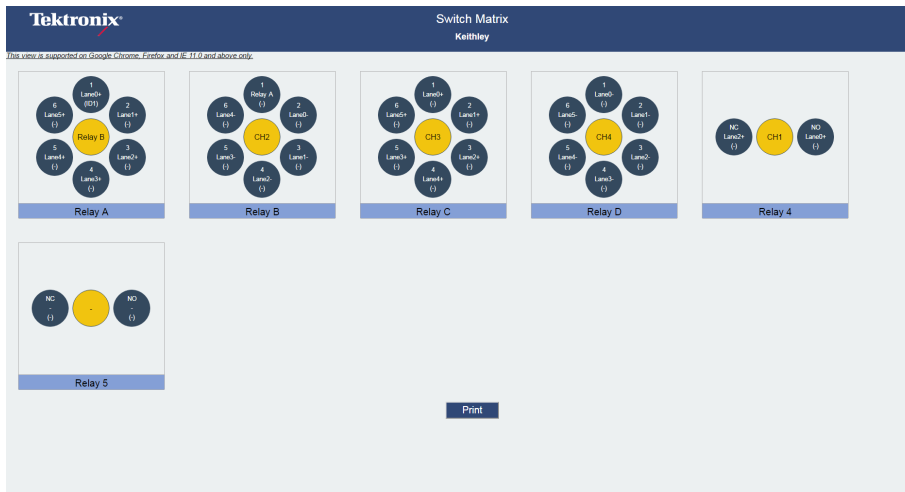 Tektronix
Switch Matrix
Keithley
This view is supported on Google Chrome, Firefox and IE 11.0 and above only.
1
Lane0+
(ID1)
2
Lane1+
(-)
3
Lane2+
(-)
4
Lane3+
(-)
5
Lane4+
(-)
6
Lane5+
(-)
Relay B
Relay A
1
Relay A
(-)
2
Lane0-
(-)
3
Lane1-
(-)
4
Lane2-
(-)
5
Lane3-
(-)
6
Lane4-
(-)
CH2
Relay B
1
Lane0+
(-)
2
Lane1+
(-)
3
Lane2+
(-)
4
Lane4+
(-)
5
Lane3+
(-)
6
Lane5+
(-)
CH3
Relay C
1
Lane0-
(-)
2
Lane1-
(-)
3
Lane2-
(-)
4
Lane3-
(-)
5
Lane4-
(-)
6
Lane5-
(-)
CH4
Relay D
NC
Lane2+
(-)
CH1
NO
Lane0+
(-)
Relay 4
NC
-
(-)
-
NO
-
(-)
Relay 5
Print